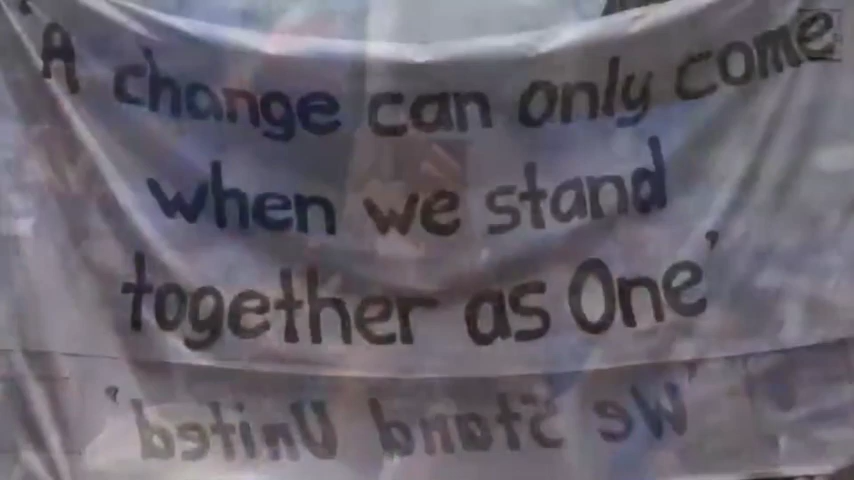 'A change can only come
when we stand
together as One'
'We Stand United'